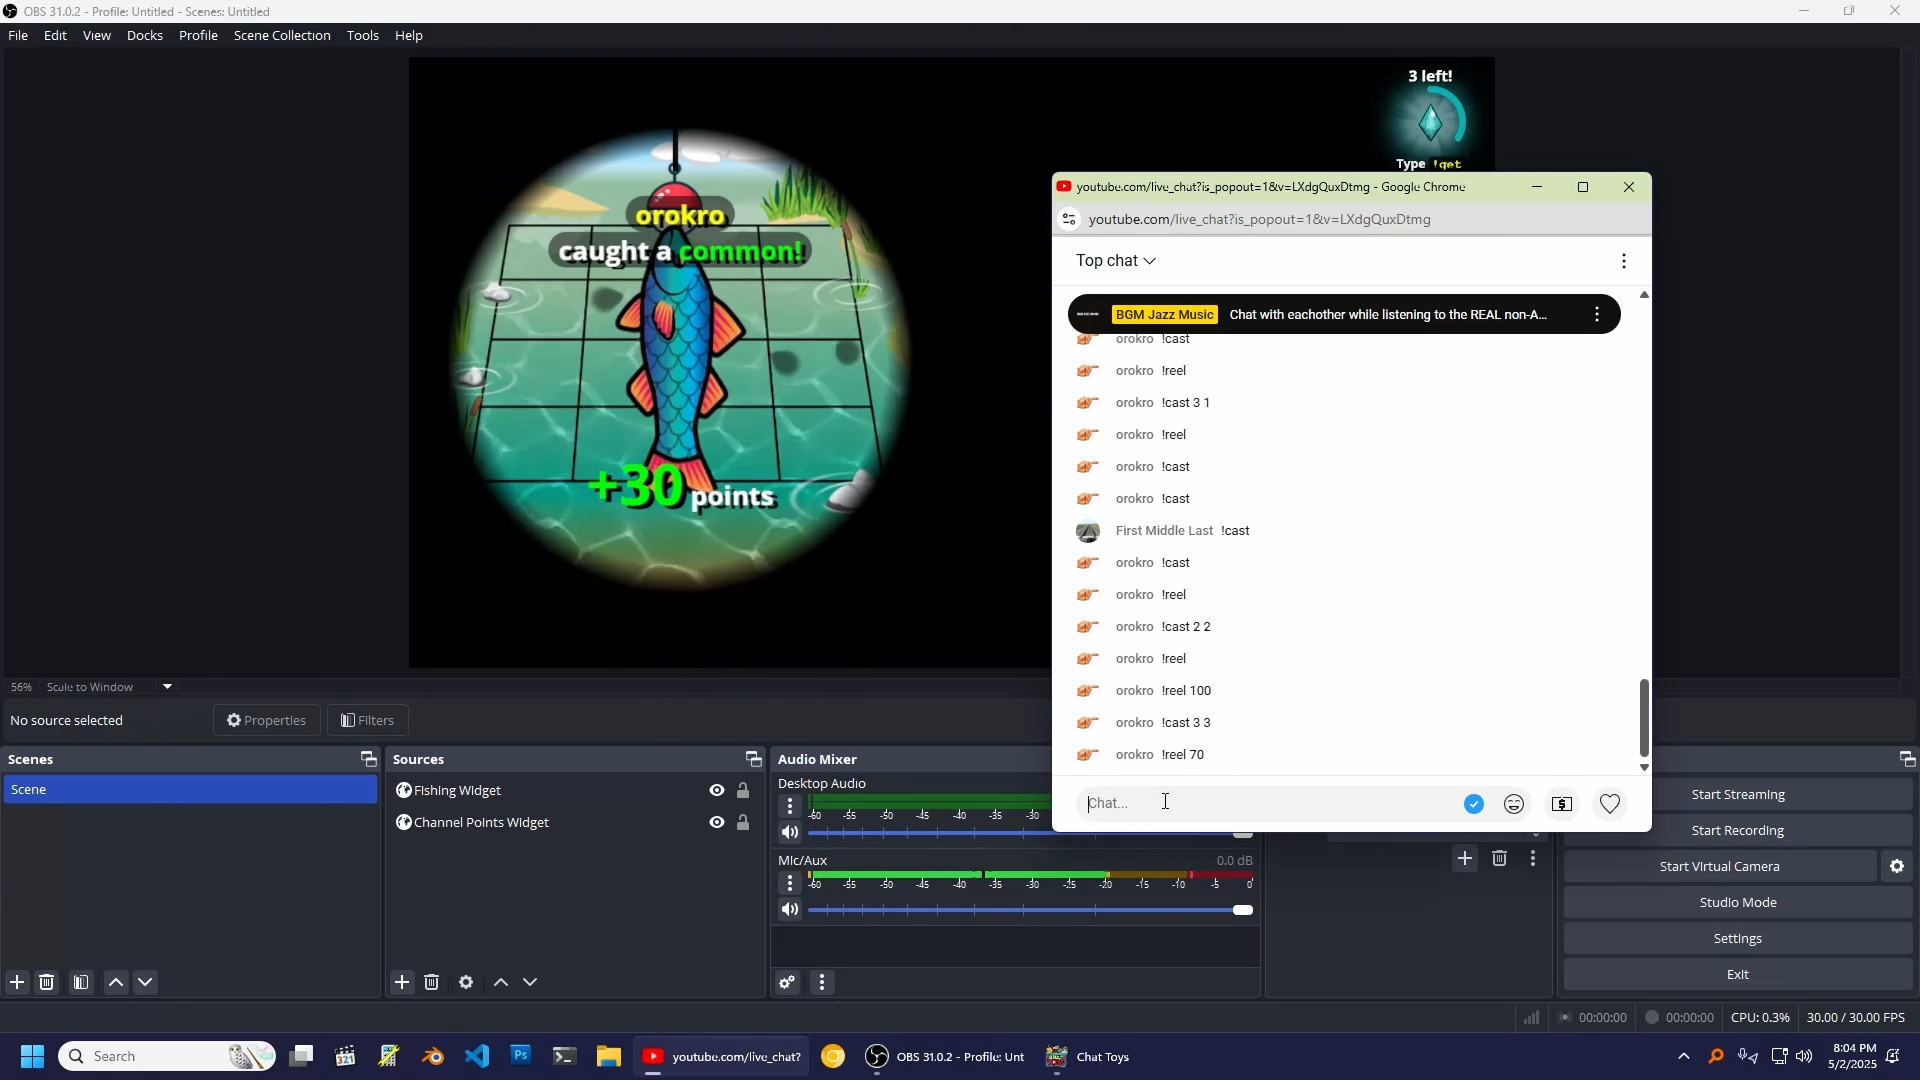 OBS 31.0.2 - Profile: Untitled - Scenes: Untitled
File Edit View Docks Profile Scene Collection Tools Help
3 left!
Type !get
orokro
caught a common!
+30 points
youtube.com/live_chat?is_popout=1&v=LXdgQuxDtmg - Google Chrome
youtube.com/live_chat?is_popout=1&v=LXdgQuxDtmg
Top chat
BGM Jazz Music Chat with eachother while listening to the REAL non-A...
orokro !cast
orokro !reel
orokro !cast 3 1
orokro !reel
orokro !cast
orokro !cast
First Middle Last !cast
orokro !cast
orokro !reel
orokro !cast 2 2
orokro !reel
orokro !reel 100
orokro !cast 3 3
orokro !reel 70
Chat...
56% Scale to Window
No source selected Properties Filters
Scenes
Scene
Sources
Fishing Widget
Channel Points Widget
Audio Mixer
Desktop Audio
-60 -55 -50 -45 -40 -35 -30
Mic/Aux 0.0 dB
-60 -55 -50 -45 -40 -35 -30 -25 -20 -15 -10 -5 0
Start Streaming
Start Recording
Start Virtual Camera
Studio Mode
Settings
Exit
00:00:00 00:00:00 CPU: 0.3% 30.00 / 30.00 FPS
Search
321
Ps
youtube.com/live_chat?
OBS 31.0.2 - Profile: Unt
Chat Toys
8:04 PM
5/2/2025